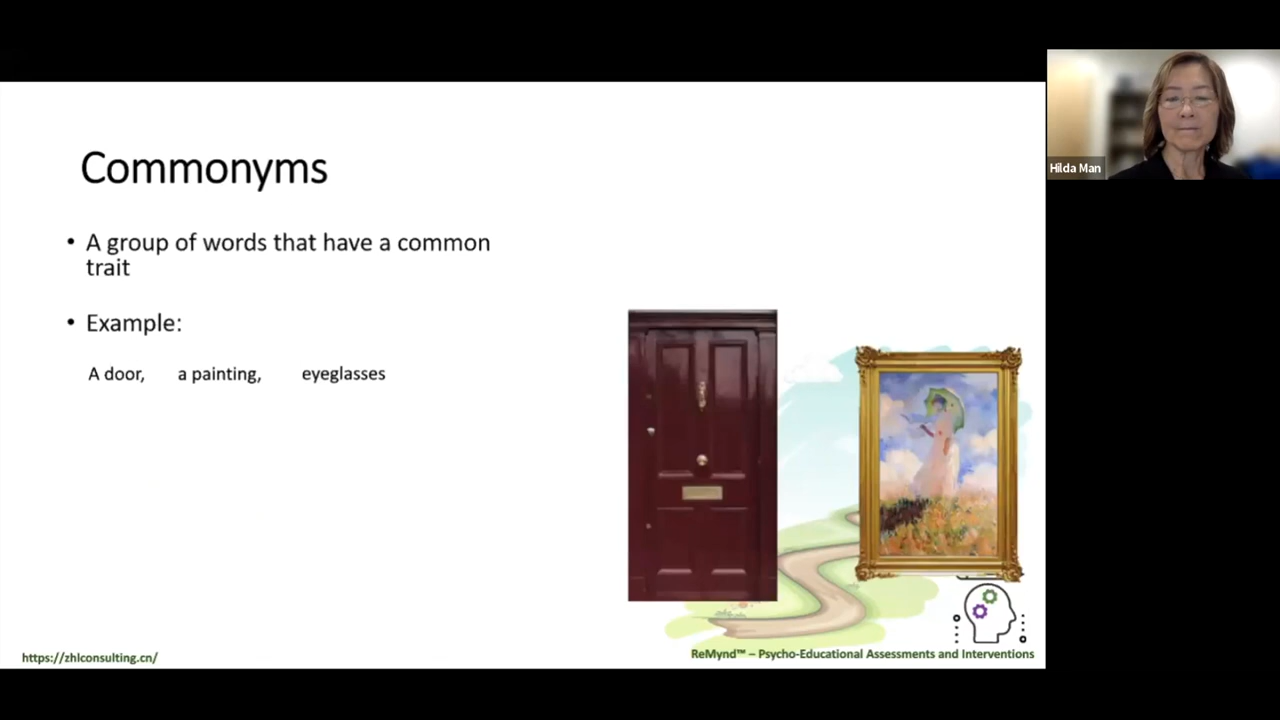 Commonyms
• A group of words that have a common
trait
• Example:
A door, a painting, eyeglasses
https://zhlconsulting.cn/
ReMynd™ – Psycho-Educational Assessments and Interventions
Hilda Man